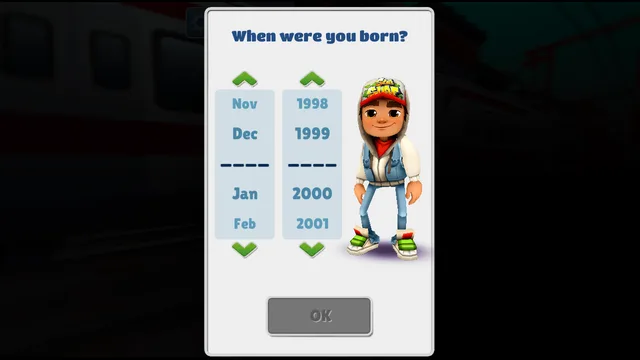 When were you born?
Nov 1998
Dec 1999
---- ----
Jan 2000
Feb 2001
OK